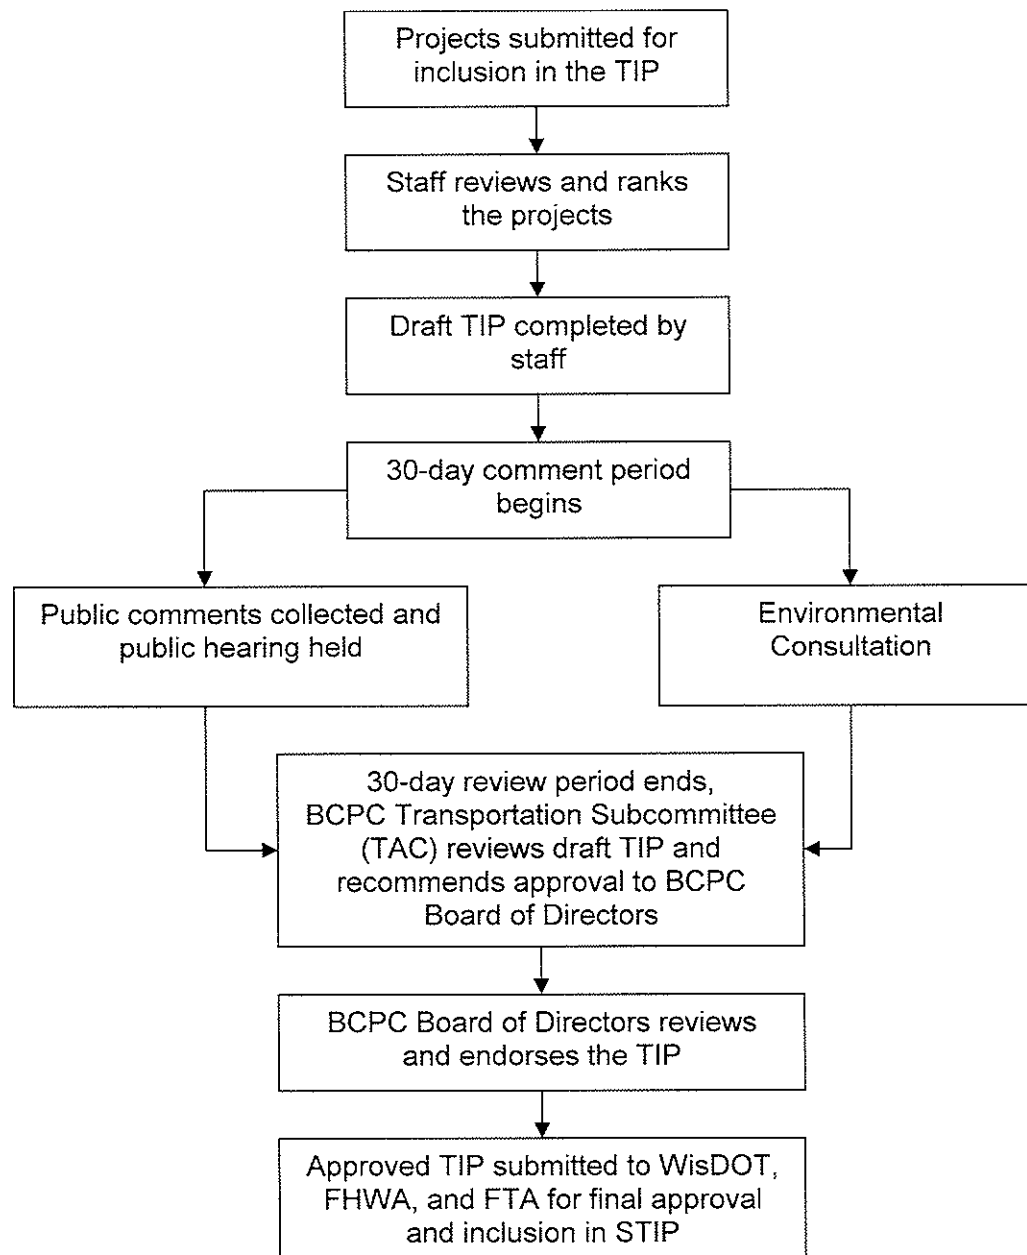 Projects submitted for
inclusion in the TIP
Staff reviews and ranks
the projects
Draft TIP completed by
staff
30-day comment period
begins
Public comments collected and
public hearing held
Environmental
Consultation
30-day review period ends,
BCPC Transportation Subcommittee
(TAC) reviews draft TIP and
recommends approval to BCPC
Board of Directors
BCPC Board of Directors reviews
and endorses the TIP
Approved TIP submitted to WisDOT,
FHWA, and FTA for final approval
and inclusion in STIP